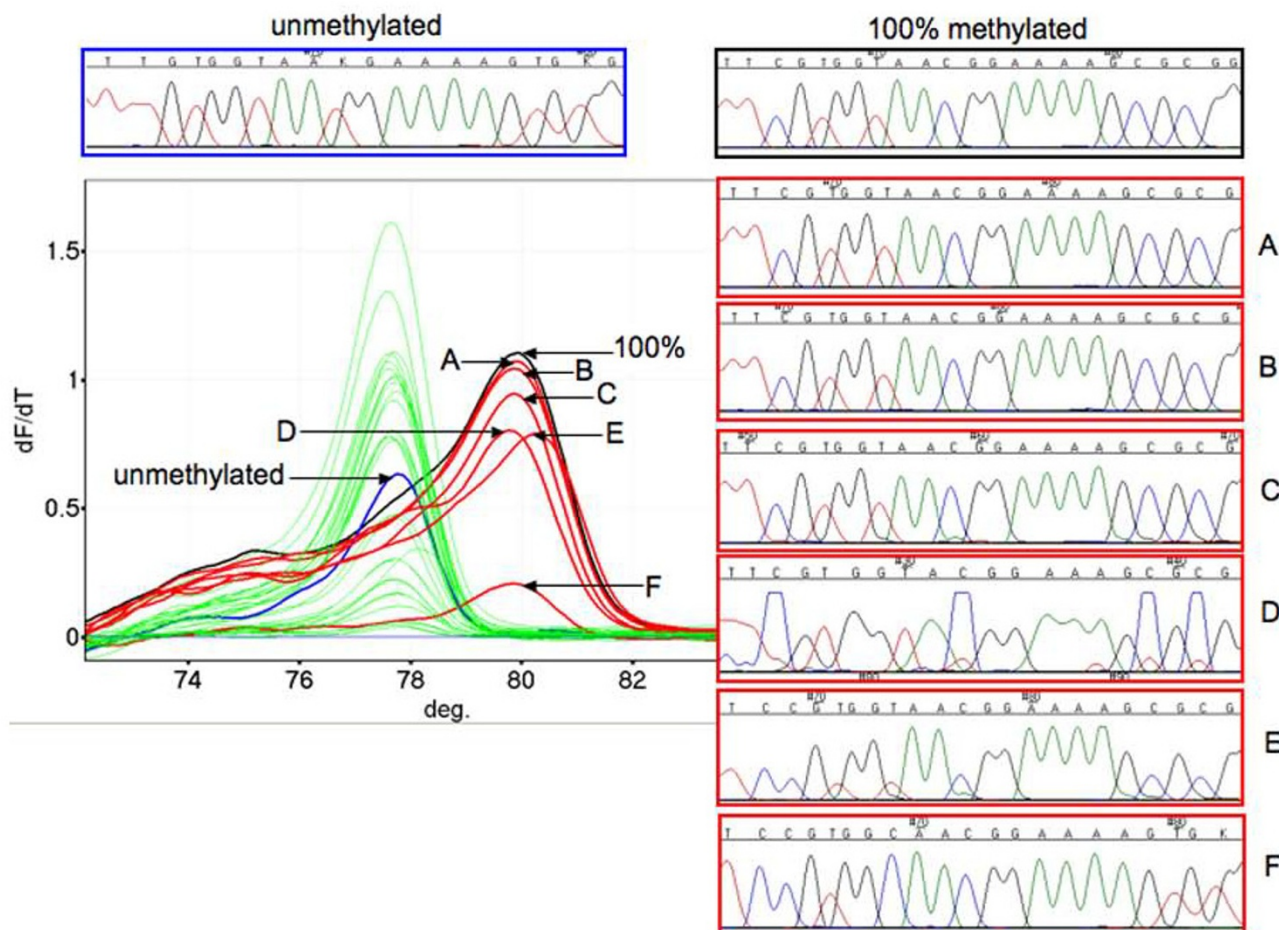 unmethylated
100% methylated
T T G T G G T A A K G A A A A G T G K G
T T C G T G G T A A C G G A A A A G C G C G G
T T C G T G G T A A C G G A A A A G C G C G
A
T T C G T G G T A A C G G A A A A G C G C G
B
T T C G T G G T A A C G G A A A A G C G C G
C
T T C G T G G T A C G G A A A G C G C G
D
T C C G T G G T A A C G G A A A A G C G C G
E
T C C G T G G C A A C G G A A A A G T G K
F
dF/dT
1.5
1
0.5
0
74 76 78 80 82
deg.
100%
A
B
C
D
E
unmethylated
F